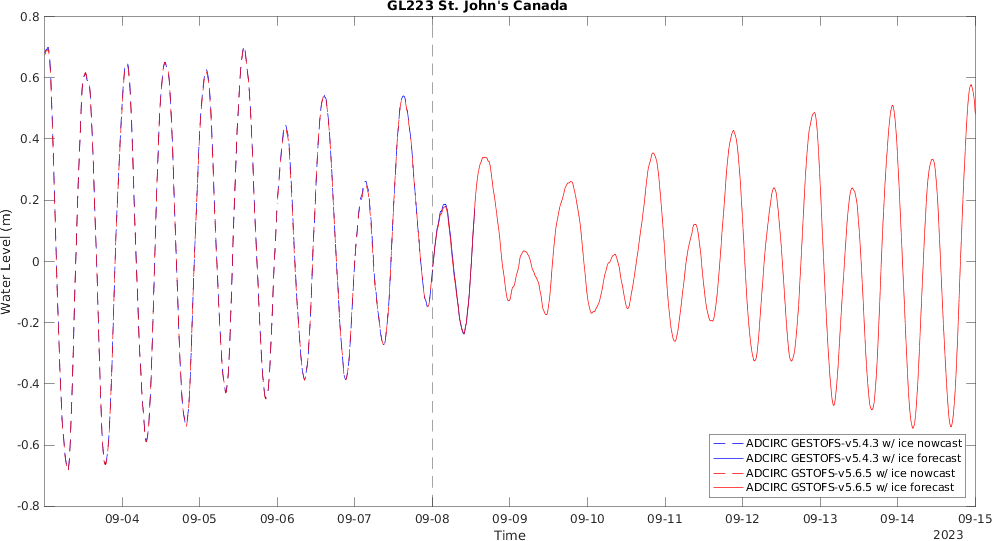 GL223 St. John's Canada
0.8
0.6
0.4
0.2
0
-0.2
-0.4
-0.6
-0.8
Water Level (m)
ADCIRC GESTOFS-v5.4.3 w/ ice nowcast
ADCIRC GESTOFS-v5.4.3 w/ ice forecast
ADCIRC GSTOFS-v5.6.5 w/ ice nowcast
ADCIRC GSTOFS-v5.6.5 w/ ice forecast
09-04 09-05 09-06 09-07 09-08 09-09 09-10 09-11 09-12 09-13 09-14 09-15
Time
2023